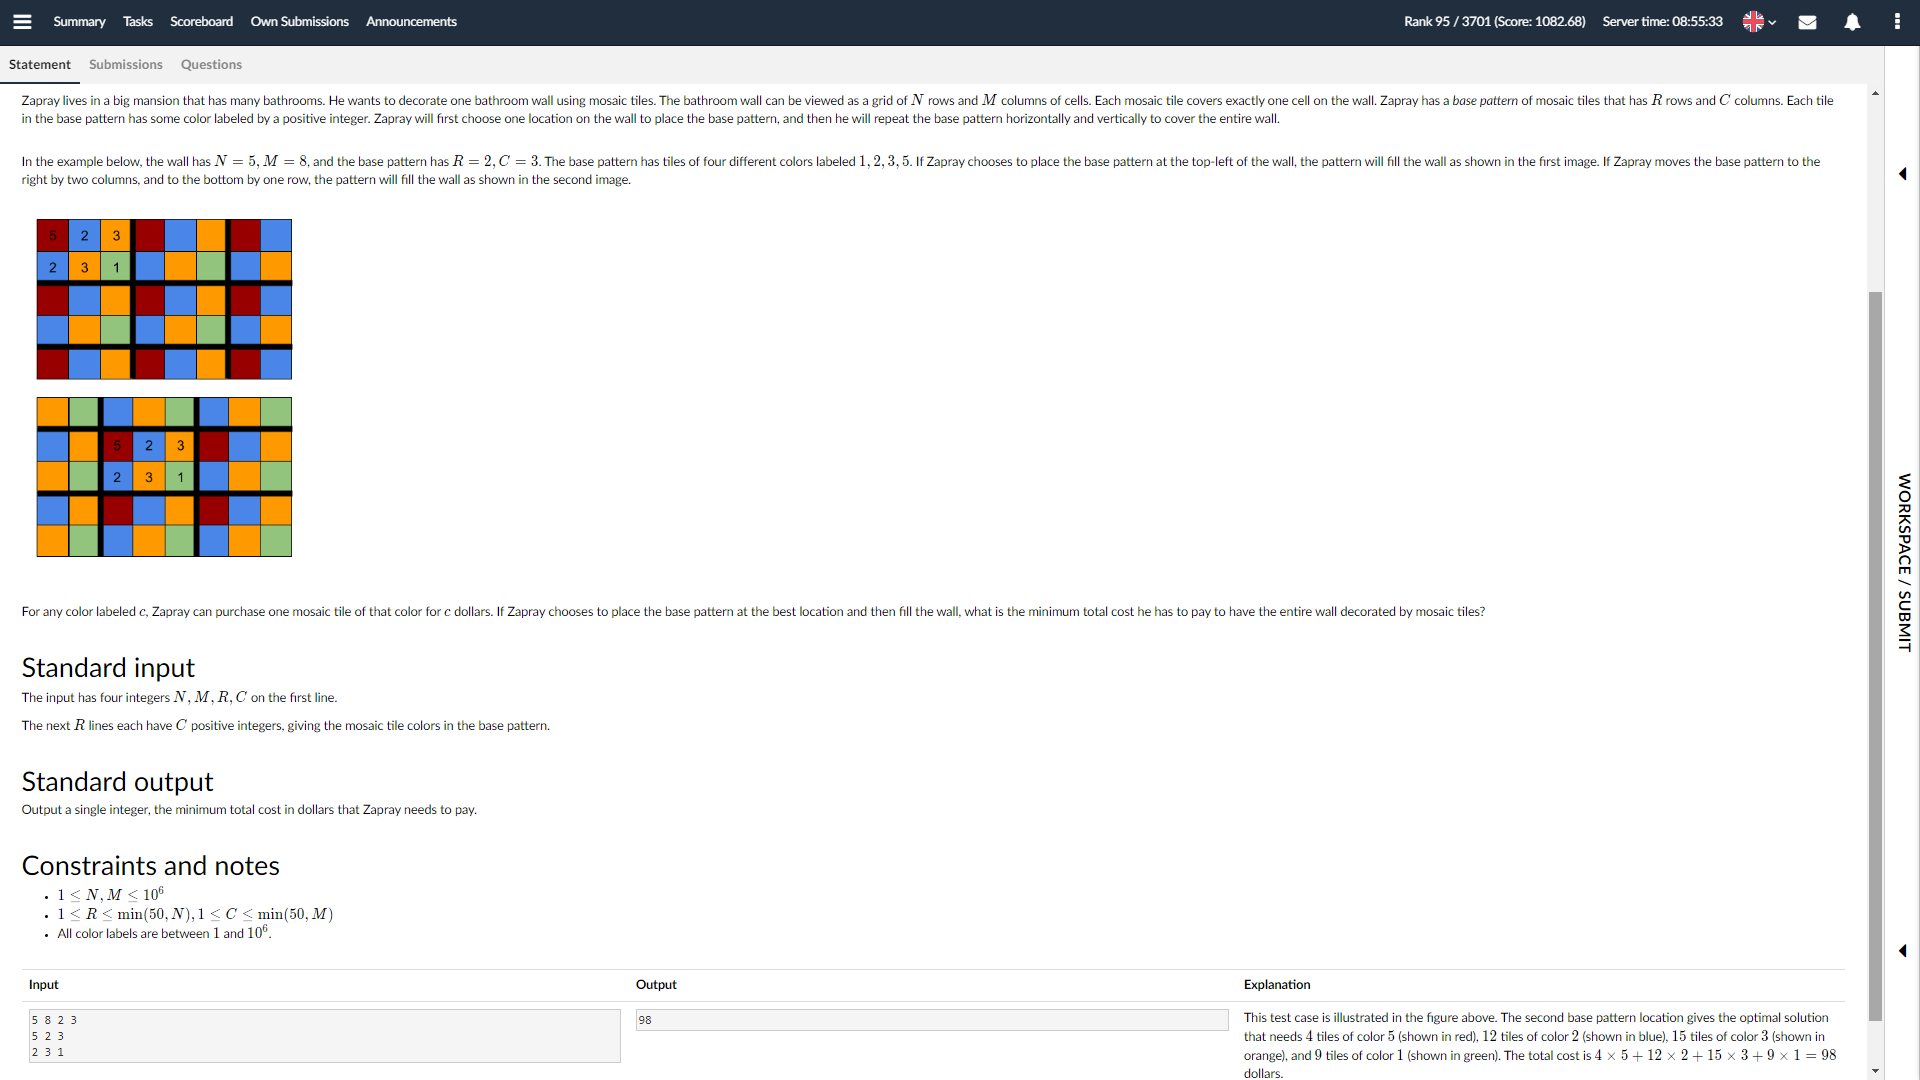 Summary Tasks Scoreboard Own Submissions Announcements Rank 95 / 3701 (Score: 1082.68) Server time: 08:55:33
Statement Submissions Questions
Zapray lives in a big mansion that has many bathrooms. He wants to decorate one bathroom wall using mosaic tiles. The bathroom wall can be viewed as a grid of N rows and M columns of cells. Each mosaic tile covers exactly one cell on the wall. Zapray has a base pattern of mosaic tiles that has R rows and C columns. Each tile
in the base pattern has some color labeled by a positive integer. Zapray will first choose one location on the wall to place the base pattern, and then he will repeat the base pattern horizontally and vertically to cover the entire wall.
In the example below, the wall has N = 5, M = 8, and the base pattern has R = 2, C = 3. The base pattern has tiles of four different colors labeled 1, 2, 3, 5. If Zapray chooses to place the base pattern at the top-left of the wall, the pattern will fill the wall as shown in the first image. If Zapray moves the base pattern to the
right by two columns, and to the bottom by one row, the pattern will fill the wall as shown in the second image.
5 2 3
2 3 1
5 2 3
2 3 1
For any color labeled c, Zapray can purchase one mosaic tile of that color for c dollars. If Zapray chooses to place the base pattern at the best location and then fill the wall, what is the minimum total cost he has to pay to have the entire wall decorated by mosaic tiles?
Standard input
The input has four integers N, M, R, C on the first line.
The next R lines each have C positive integers, giving the mosaic tile colors in the base pattern.
Standard output
Output a single integer, the minimum total cost in dollars that Zapray needs to pay.
Constraints and notes
• 1 ≤ N, M ≤ 10⁶
• 1 ≤ R ≤ min(50, N), 1 ≤ C ≤ min(50, M)
• All color labels are between 1 and 10⁶.
Input Output Explanation
5 8 2 3
5 2 3
2 3 1
98
This test case is illustrated in the figure above. The second base pattern location gives the optimal solution
that needs 4 tiles of color 5 (shown in red), 12 tiles of color 2 (shown in blue), 15 tiles of color 3 (shown in
orange), and 9 tiles of color 1 (shown in green). The total cost is 4 × 5 + 12 × 2 + 15 × 3 + 9 × 1 = 98
dollars.
WORKSPACE / SUBMIT